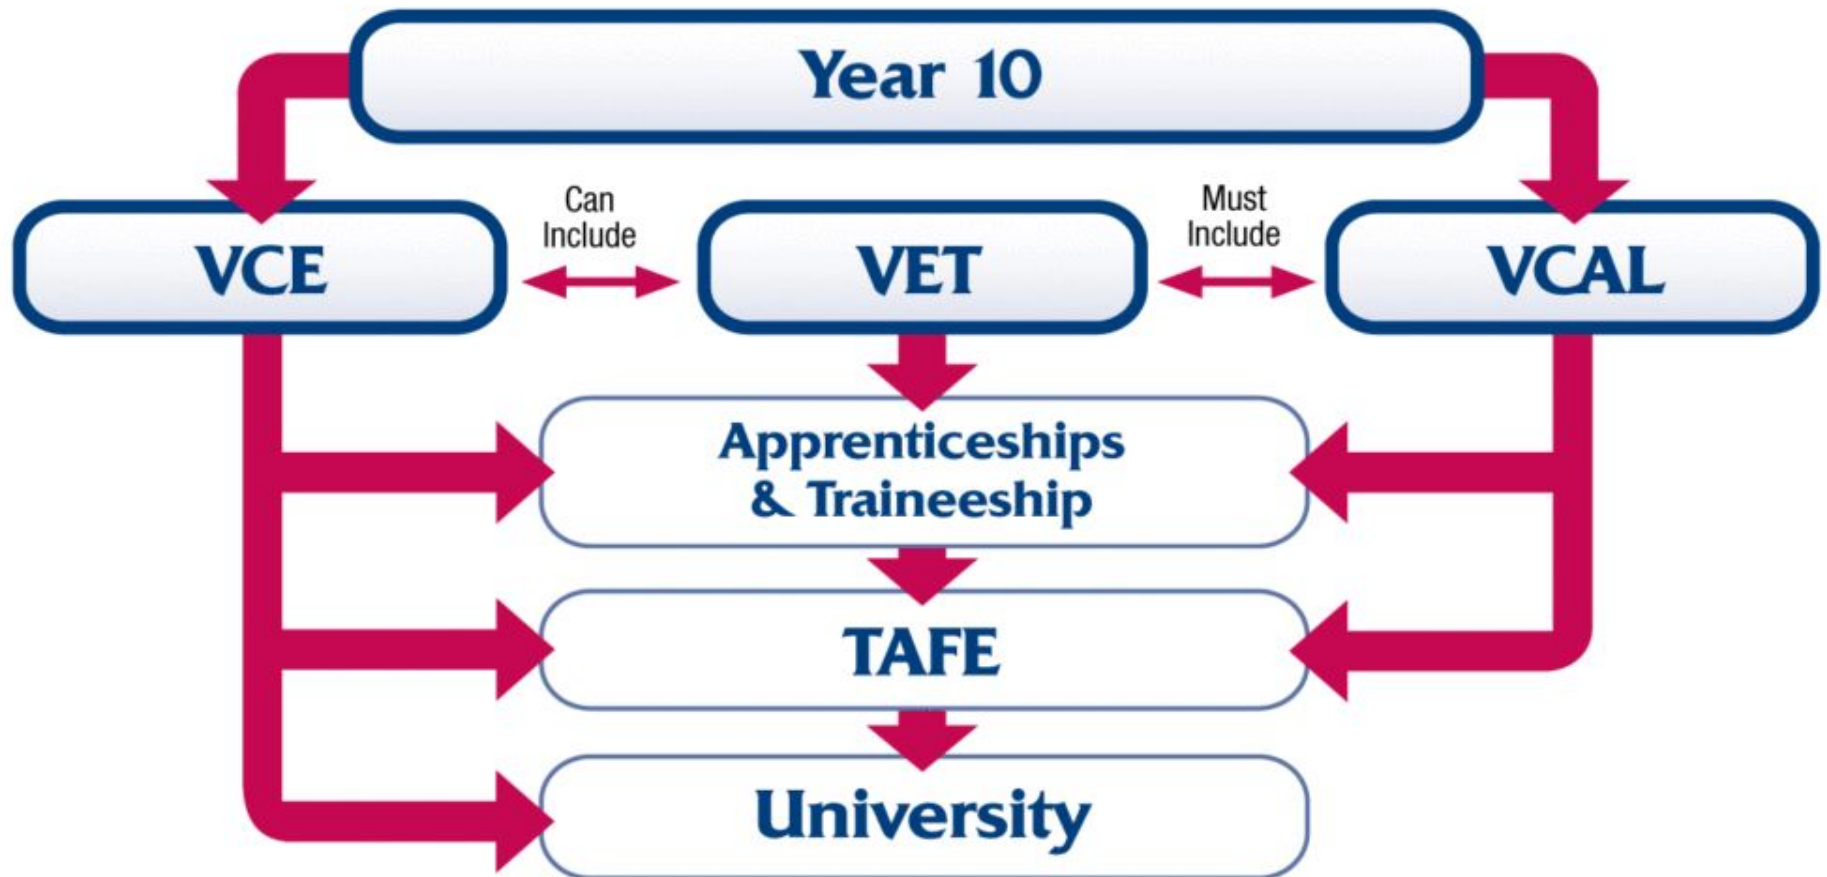 Year 10
Can
Include
Must
Include
VCE
VET
VCAL
Apprenticeships
& Traineeship
TAFE
University